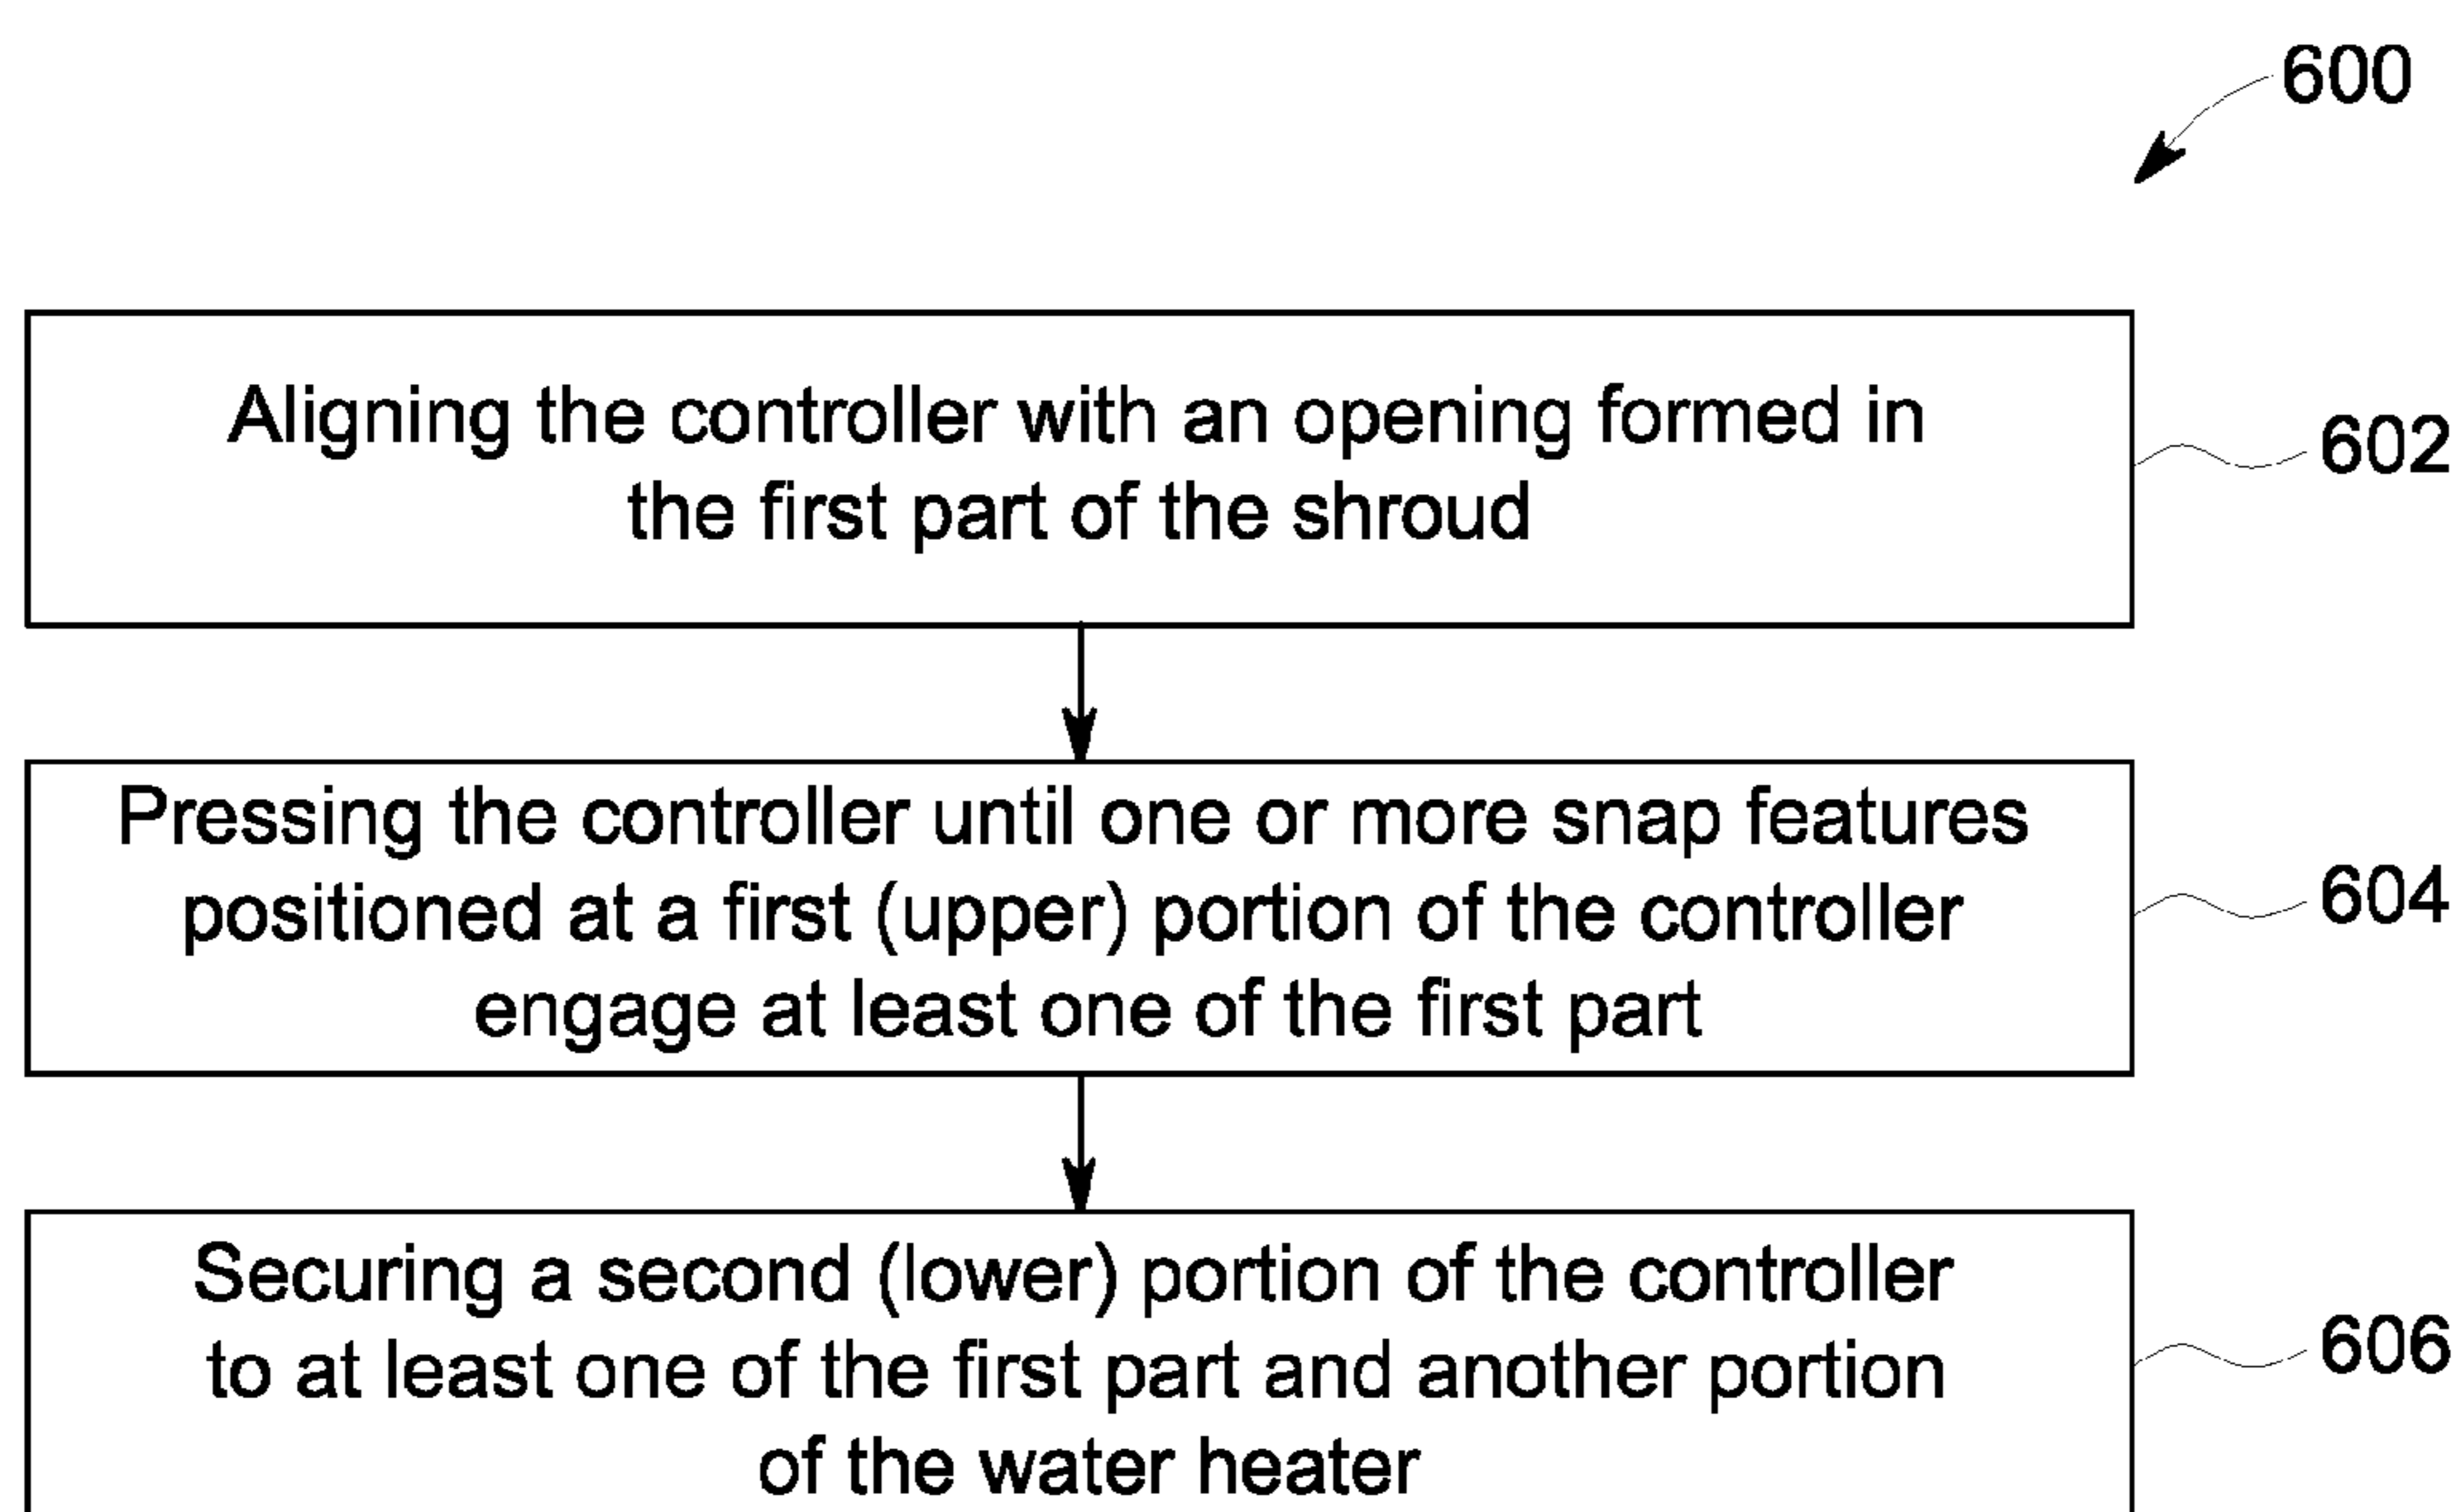 600
Aligning the controller with an opening formed in
the first part of the shroud
602
Pressing the controller until one or more snap features
positioned at a first (upper) portion of the controller
engage at least one of the first part
604
Securing a second (lower) portion of the controller
to at least one of the first part and another portion
of the water heater
606